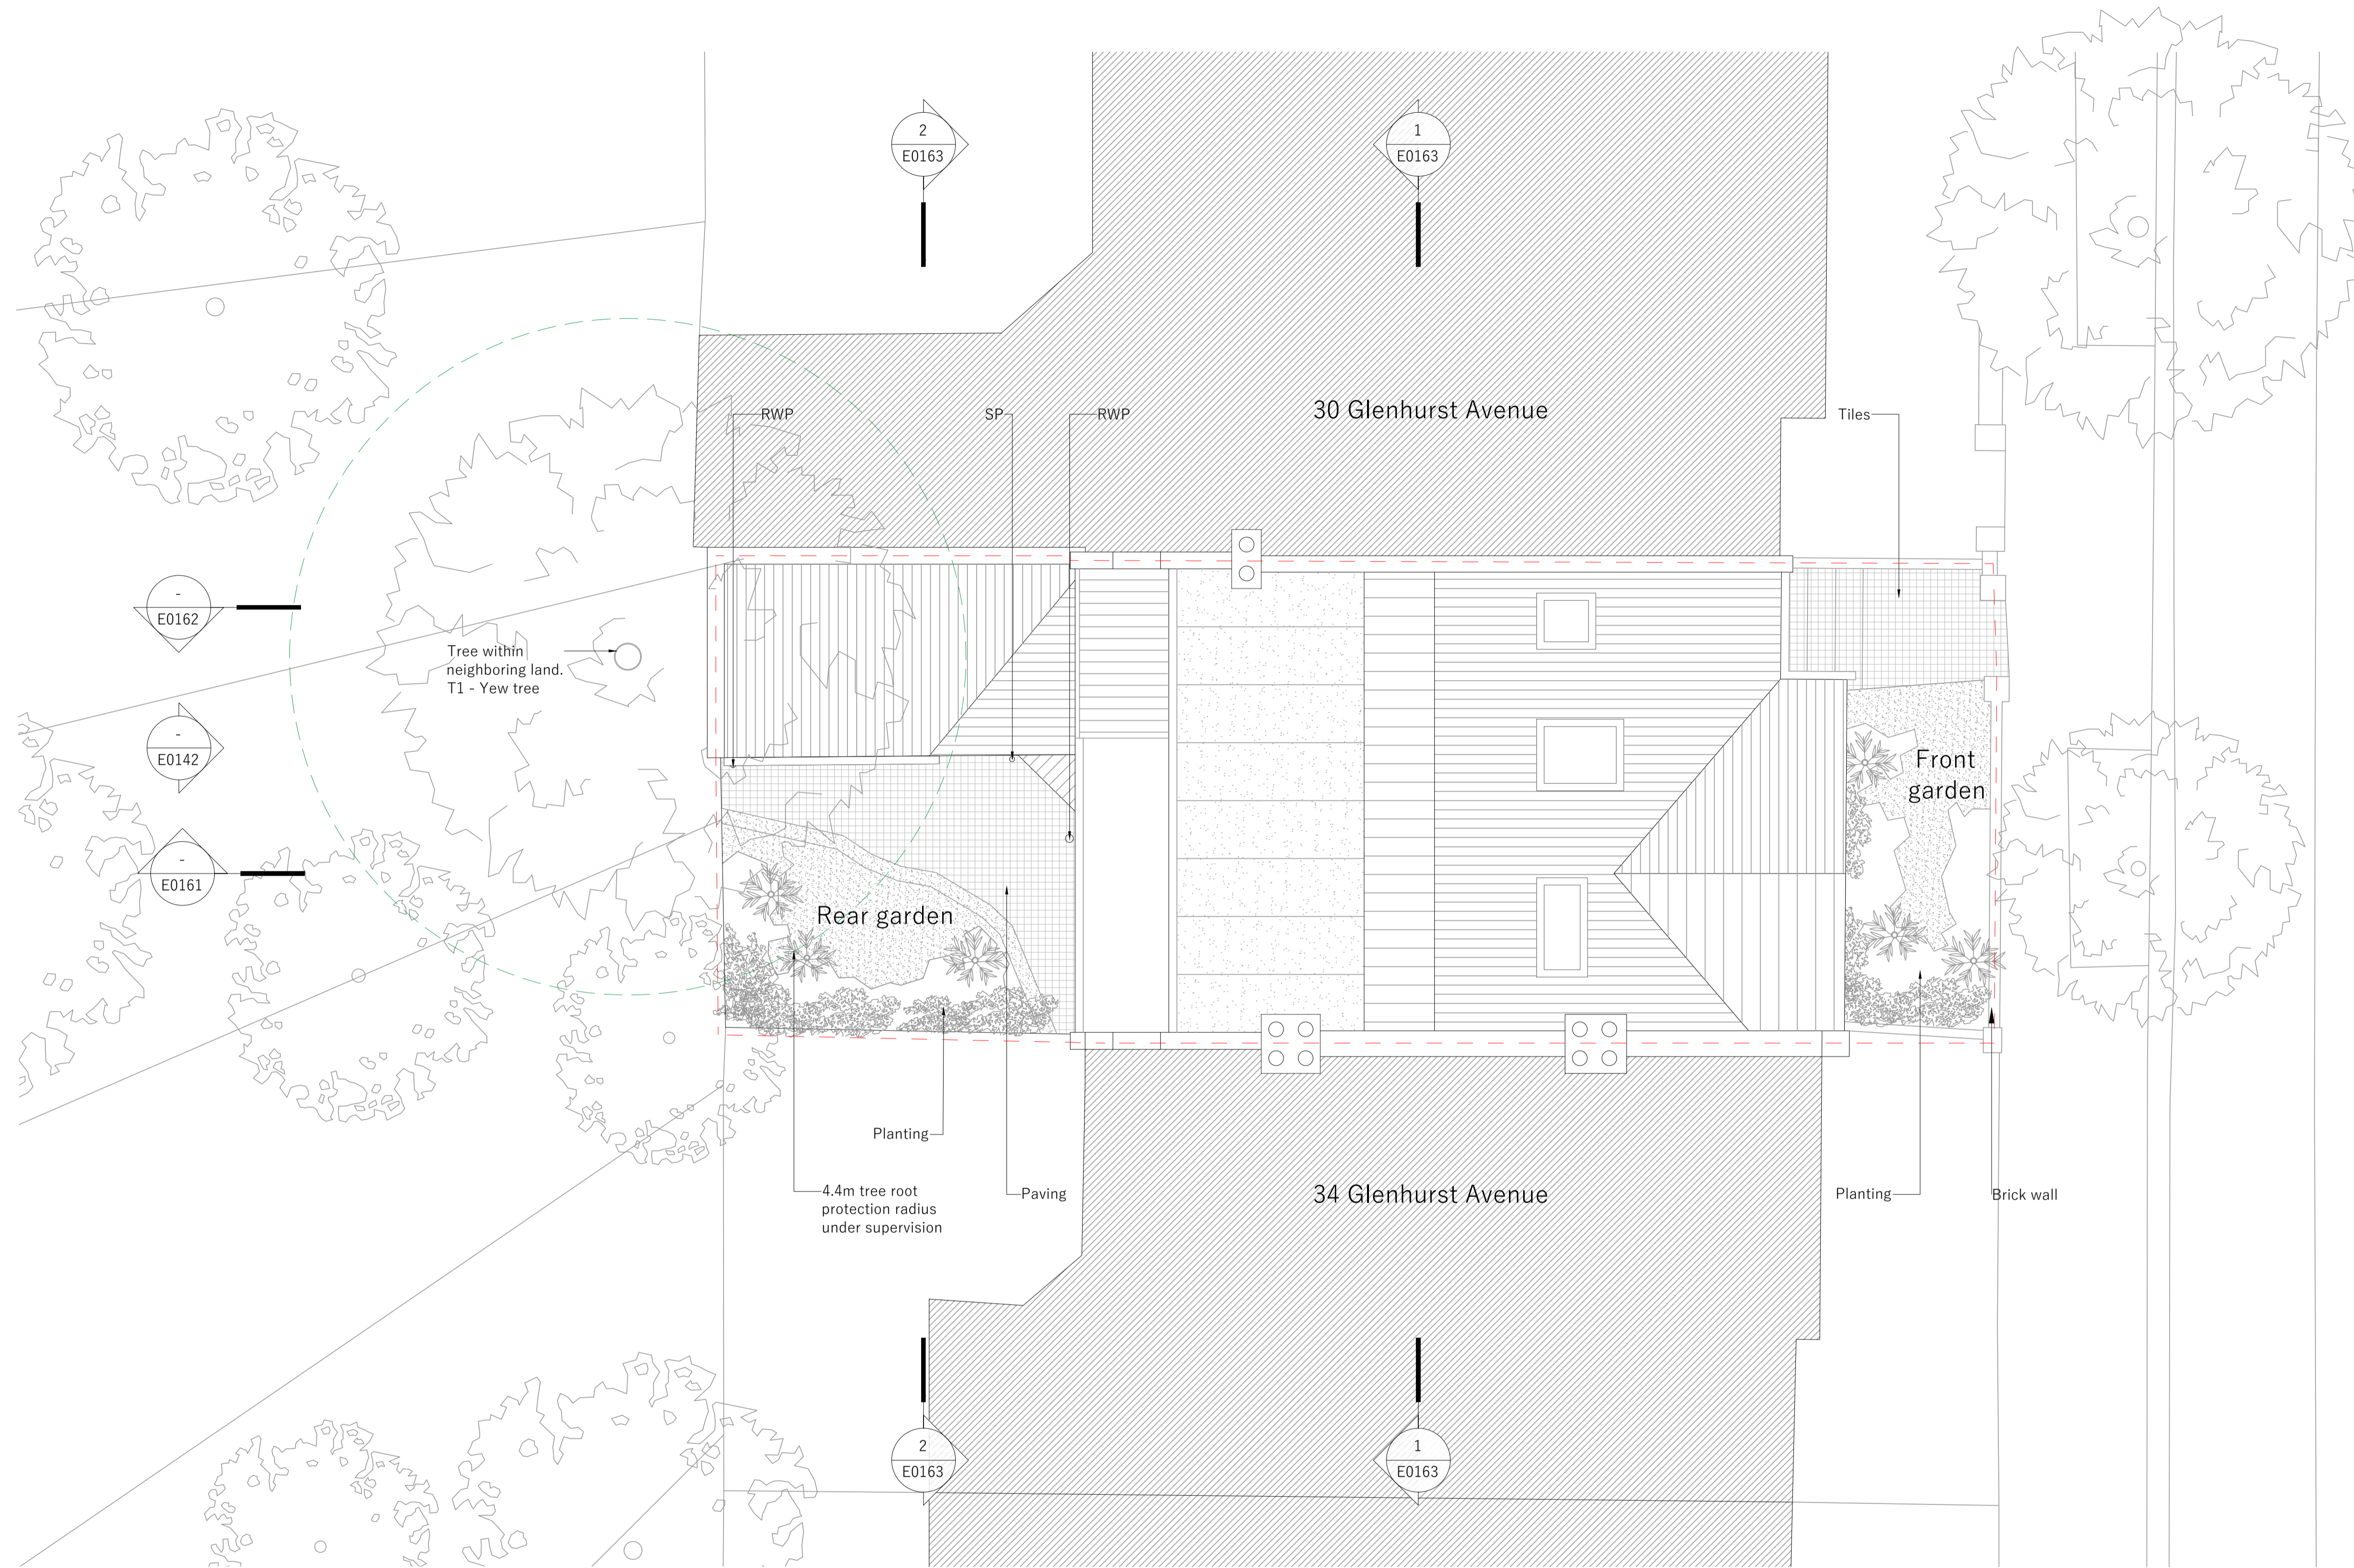 2
E0163
1
E0163
RWP
SP
RWP
30 Glenhurst Avenue
Tiles
-
E0162
Tree within
neighboring land.
T1 - Yew tree
-
E0142
Front
garden
-
E0161
Rear garden
Planting
4.4m tree root
protection radius
under supervision
Paving
34 Glenhurst Avenue
Planting
Brick wall
2
E0163
1
E0163